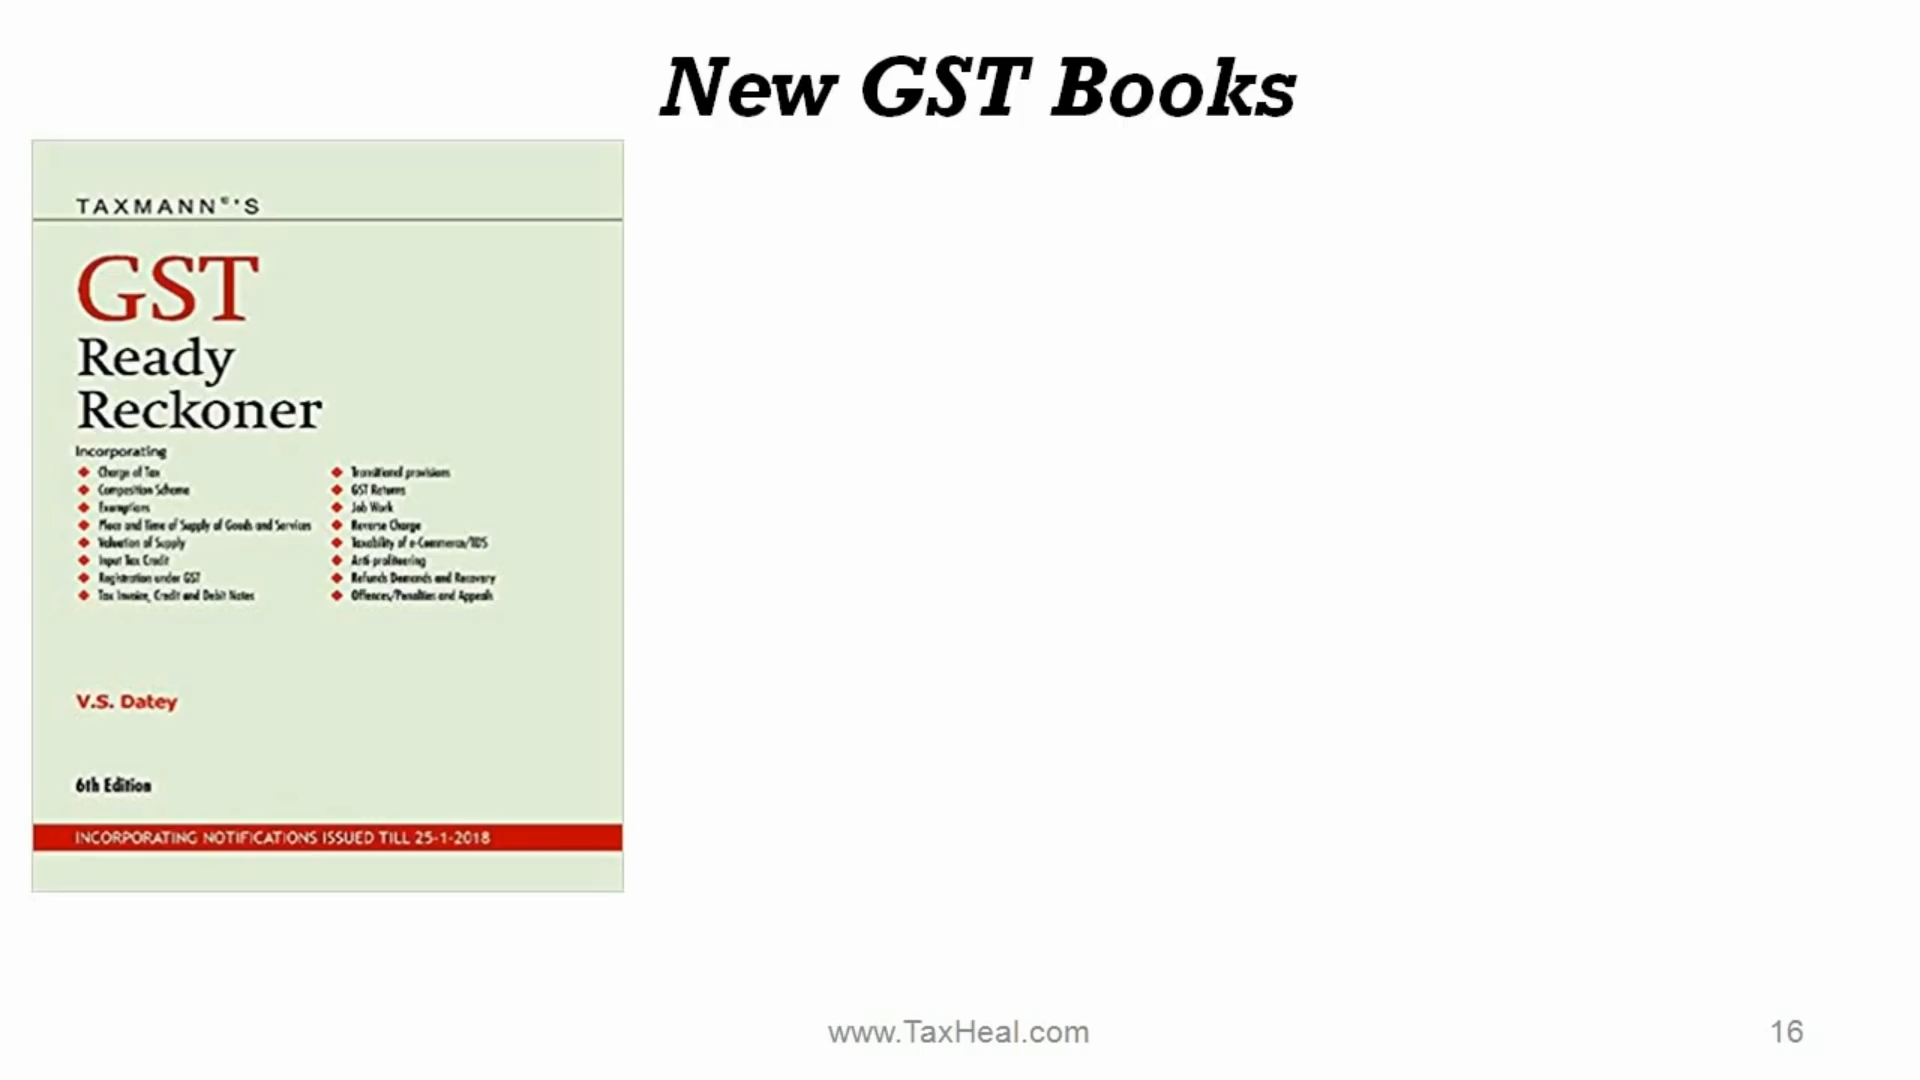 New GST Books
TAXMANN®'S
GST
Ready
Reckoner
Incorporating
Charge of Tax
Composition Scheme
Exemptions
Place and Time of Supply of Goods and Services
Valuation of Supply
Input Tax Credit
Registration under GST
Tax Invoice, Credit and Debit Notes
Transitional provisions
GST Returns
Job Work
Reverse Charge
Taxability of e-Commerce/TDS
Anti-profiteering
Refunds Demands and Recovery
Offences/Penalties and Appeals
V.S. Datey
6th Edition
INCORPORATING NOTIFICATIONS ISSUED TILL 25-1-2018
www.TaxHeal.com
16